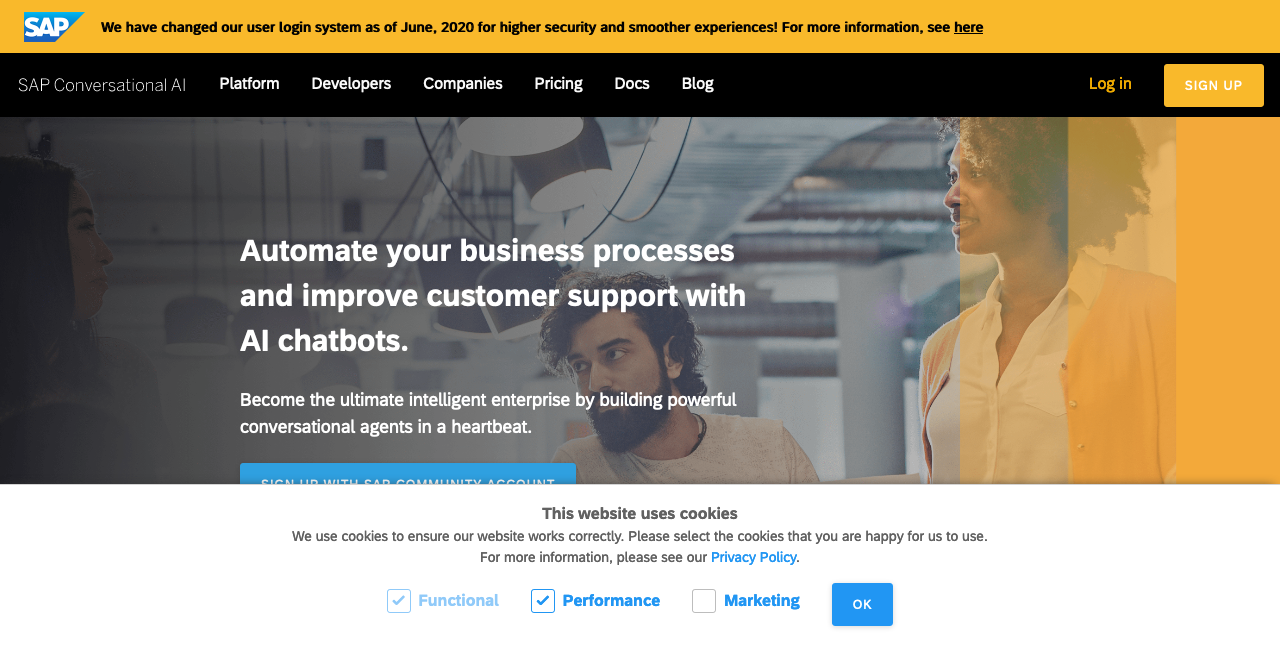 SAP
We have changed our user login system as of June, 2020 for higher security and smoother experiences! For more information, see here
SAP Conversational AI Platform Developers Companies Pricing Docs Blog Log in SIGN UP
Automate your business processes
and improve customer support with
AI chatbots.
Become the ultimate intelligent enterprise by building powerful
conversational agents in a heartbeat.
SIGN UP WITH SAP COMMUNITY ACCOUNT
This website uses cookies
We use cookies to ensure our website works correctly. Please select the cookies that you are happy for us to use.
For more information, please see our Privacy Policy.
Functional Performance Marketing OK